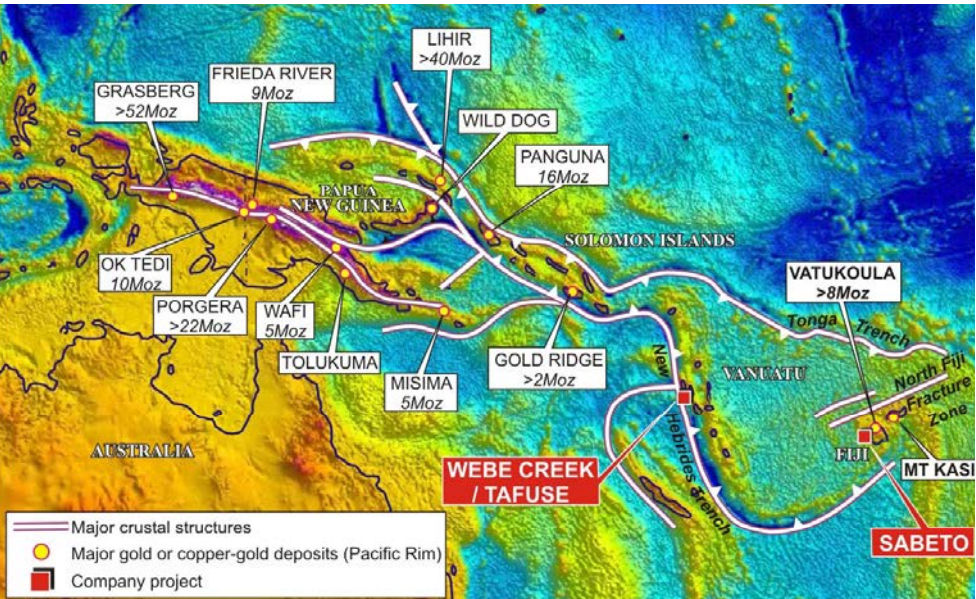 LIHIR
>40Moz
FRIEDA RIVER
9Moz
GRASBERG
>52Moz
WILD DOG
PANGUNA
16Moz
PAPUA
NEW GUINEA
SOLOMON ISLANDS
OK TEDI
10Moz
PORGERA
>22Moz
WAFI
5Moz
TOLUKUMA
MISIMA
5Moz
GOLD RIDGE
>2Moz
VATUKOULA
>8Moz
Tonga Trench
New Hebrides Trench
VANUATU
North Fiji
Fracture
Zone
FIJI
MT KASI
AUSTRALIA
WEBE CREEK
/ TAFUSE
SABETO
Major crustal structures
Major gold or copper-gold deposits (Pacific Rim)
Company project